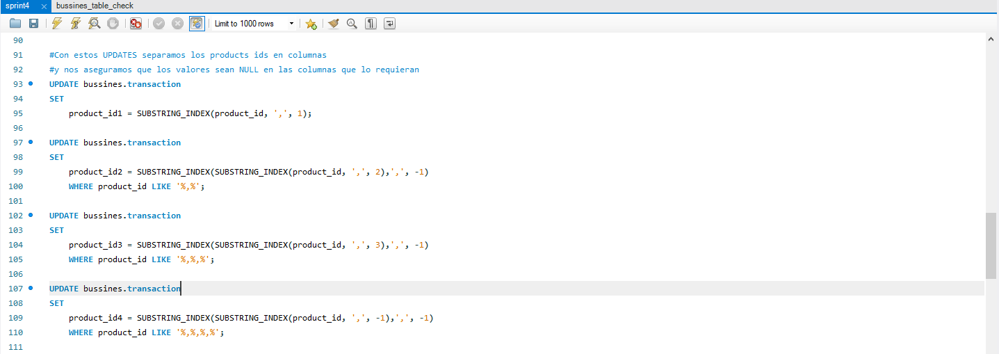 sprint4 × bussines_table_check
Limit to 1000 rows
90
91 #Con estos UPDATES separamos los products ids en columnas
92 #y nos aseguramos que los valores sean NULL en las columnas que lo requieran
93 UPDATE bussines.transaction
94 SET
95 product_id1 = SUBSTRING_INDEX(product_id, ',', 1);
96
97 UPDATE bussines.transaction
98 SET
99 product_id2 = SUBSTRING_INDEX(SUBSTRING_INDEX(product_id, ',', 2),',', -1)
100 WHERE product_id LIKE '%,%';
101
102 UPDATE bussines.transaction
103 SET
104 product_id3 = SUBSTRING_INDEX(SUBSTRING_INDEX(product_id, ',', 3),',', -1)
105 WHERE product_id LIKE '%,%,%';
106
107 UPDATE bussines.transaction
108 SET
109 product_id4 = SUBSTRING_INDEX(SUBSTRING_INDEX(product_id, ',', -1),',', -1)
110 WHERE product_id LIKE '%,%,%,%';
111